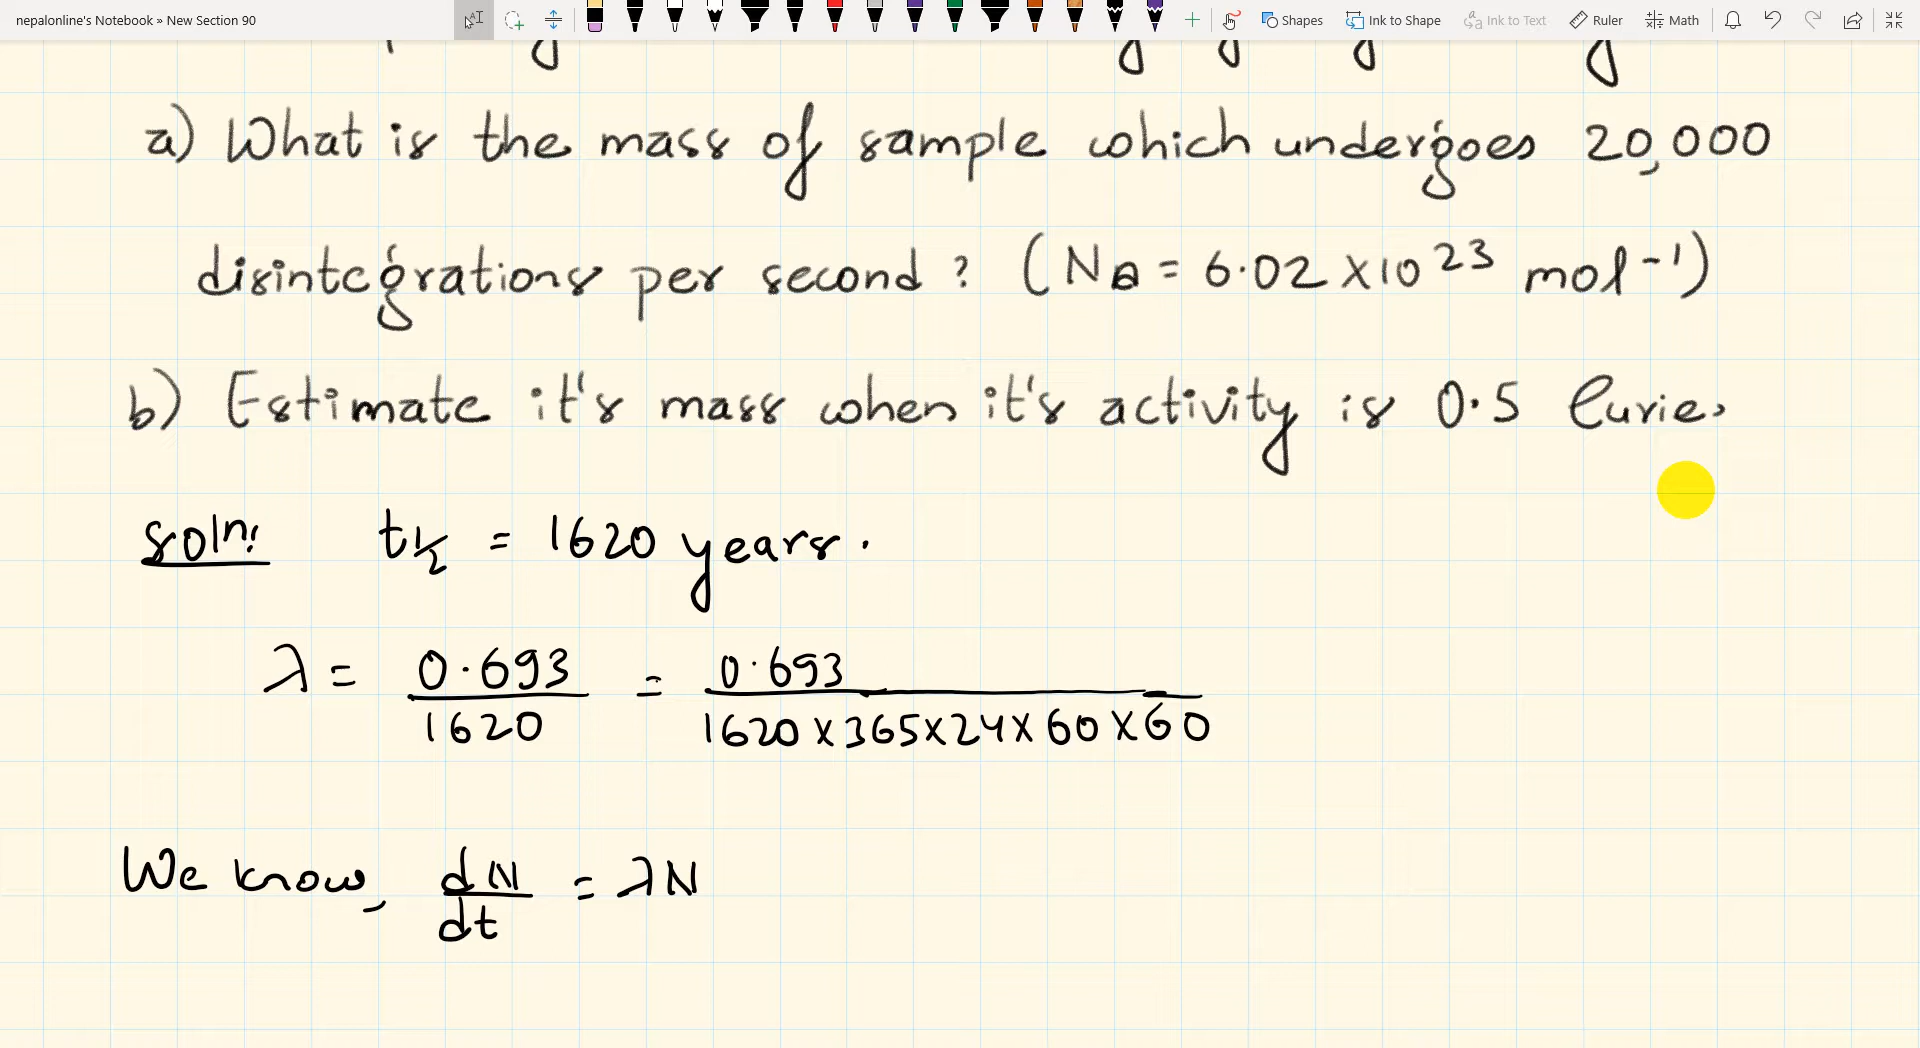 nepalonline's Notebook » New Section 90
Shapes Ink to Shape Ink to Text Ruler Math
a) What is the mass of sample which undergoes 20,000
disintegrations per second? (NA = 6.02 X10^23 mol^-1)
b) Estimate it's mass when it's activity is 0.5 Curie.
soln: t1/2 = 1620 years.
λ = 0.693/1620 = 0.693/1620 X 365 X 24 X 60 X 60
We know, dN/dt = λN